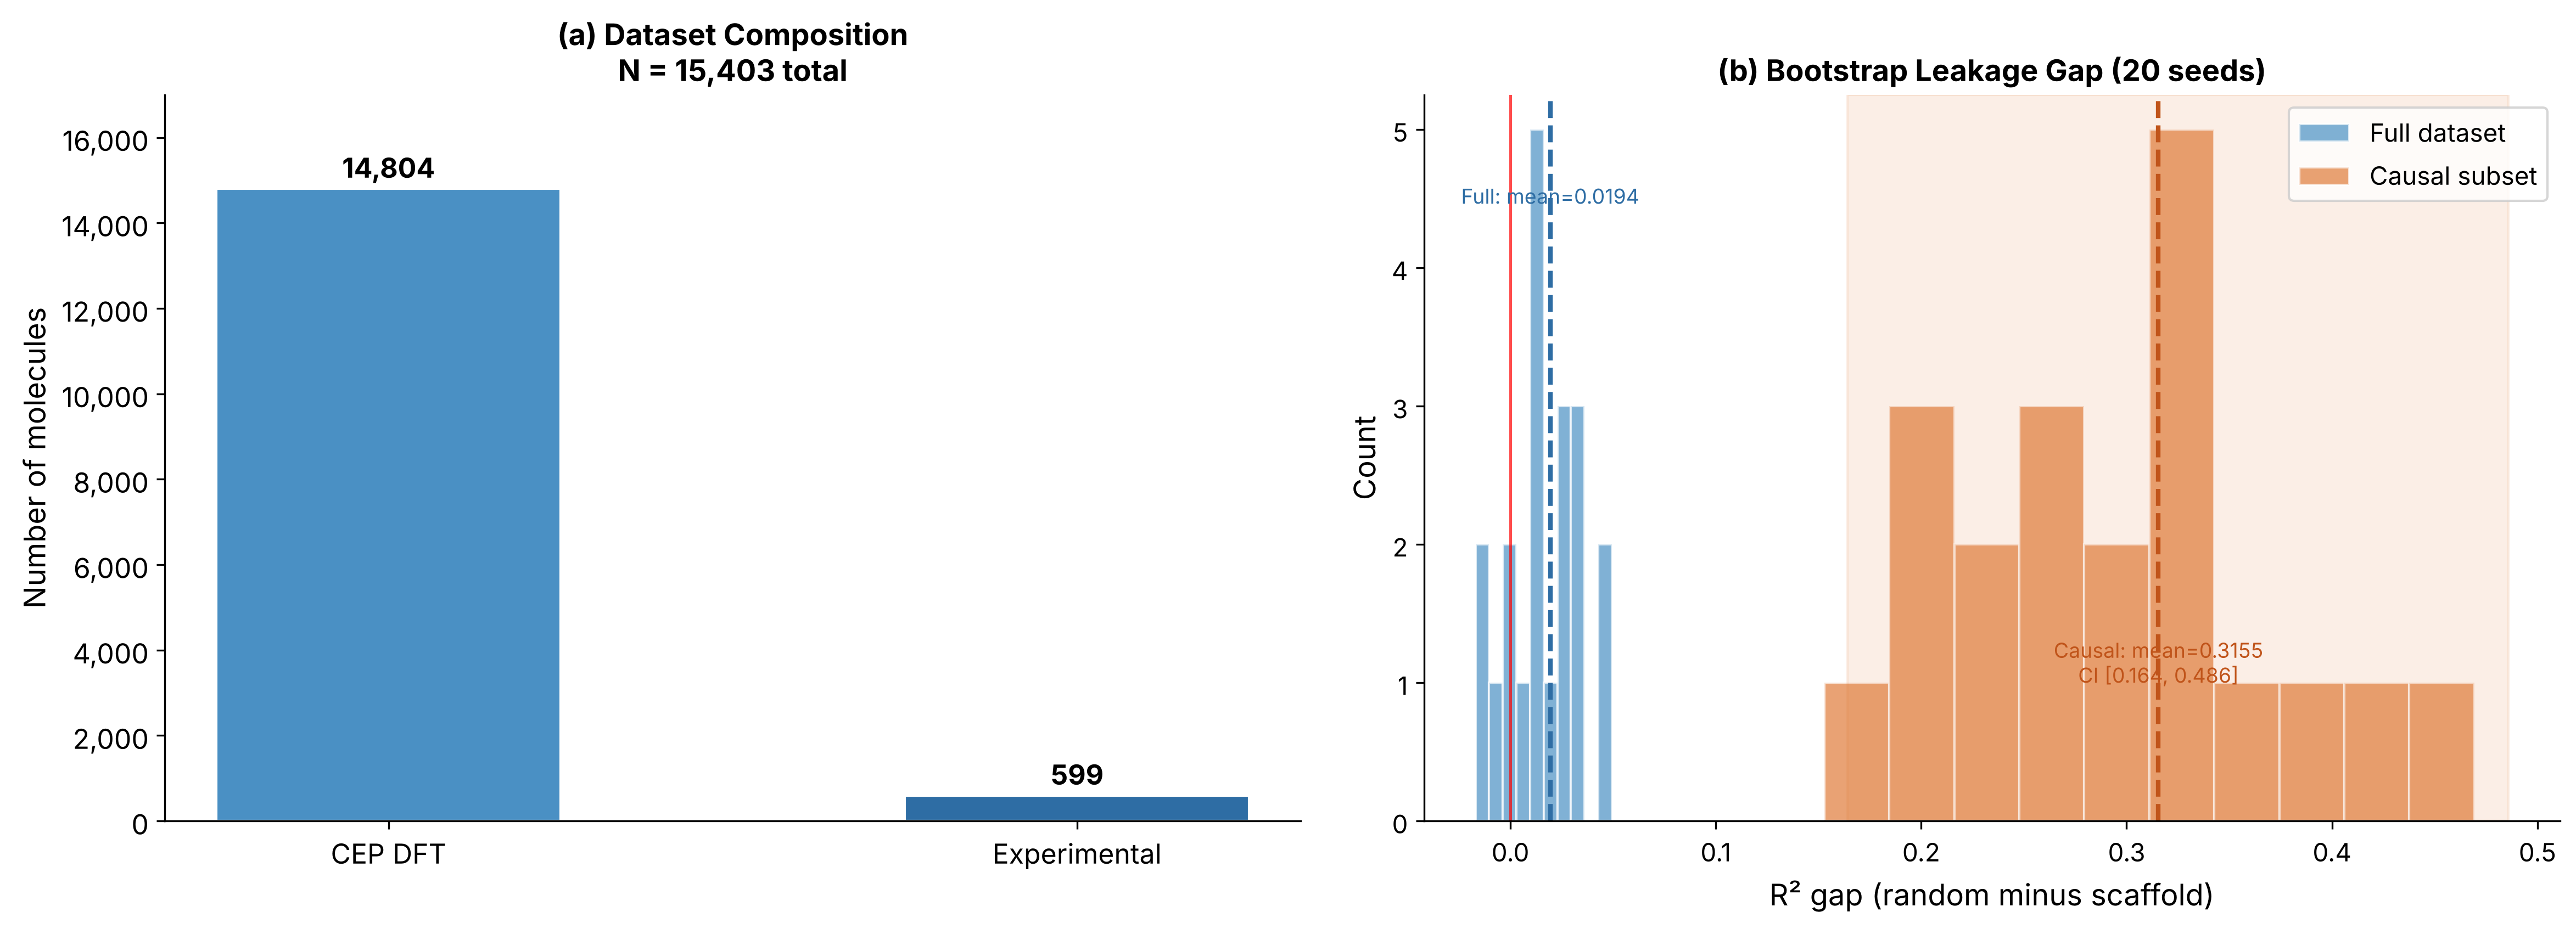 (a) Dataset Composition
N = 15,403 total
Number of molecules
16,000
14,000
12,000
10,000
8,000
6,000
4,000
2,000
0
14,804
599
CEP DFT
Experimental
(b) Bootstrap Leakage Gap (20 seeds)
Count
5
4
3
2
1
0
Full dataset
Causal subset
Full: mean=0.0194
Causal: mean=0.3155
CI [0.164, 0.486]
0.0
0.1
0.2
0.3
0.4
0.5
R² gap (random minus scaffold)